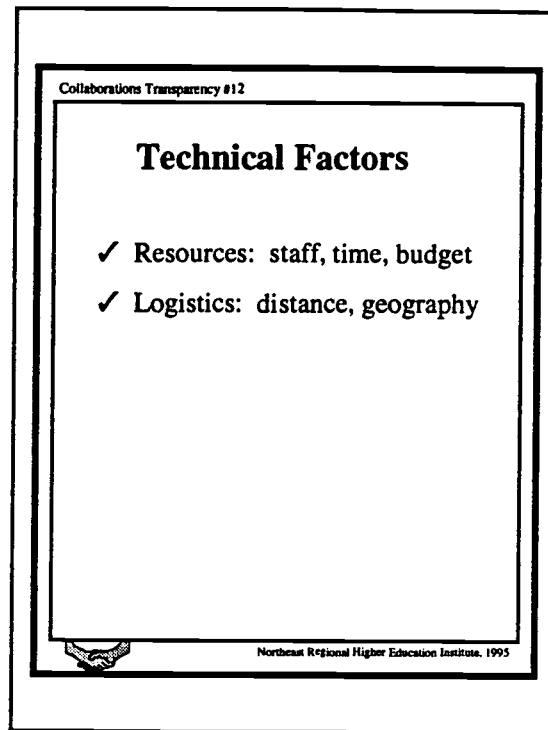 Collaborations Transparency #12
Technical Factors
✓ Resources: staff, time, budget
✓ Logistics: distance, geography
Northeast Regional Higher Education Institute, 1995